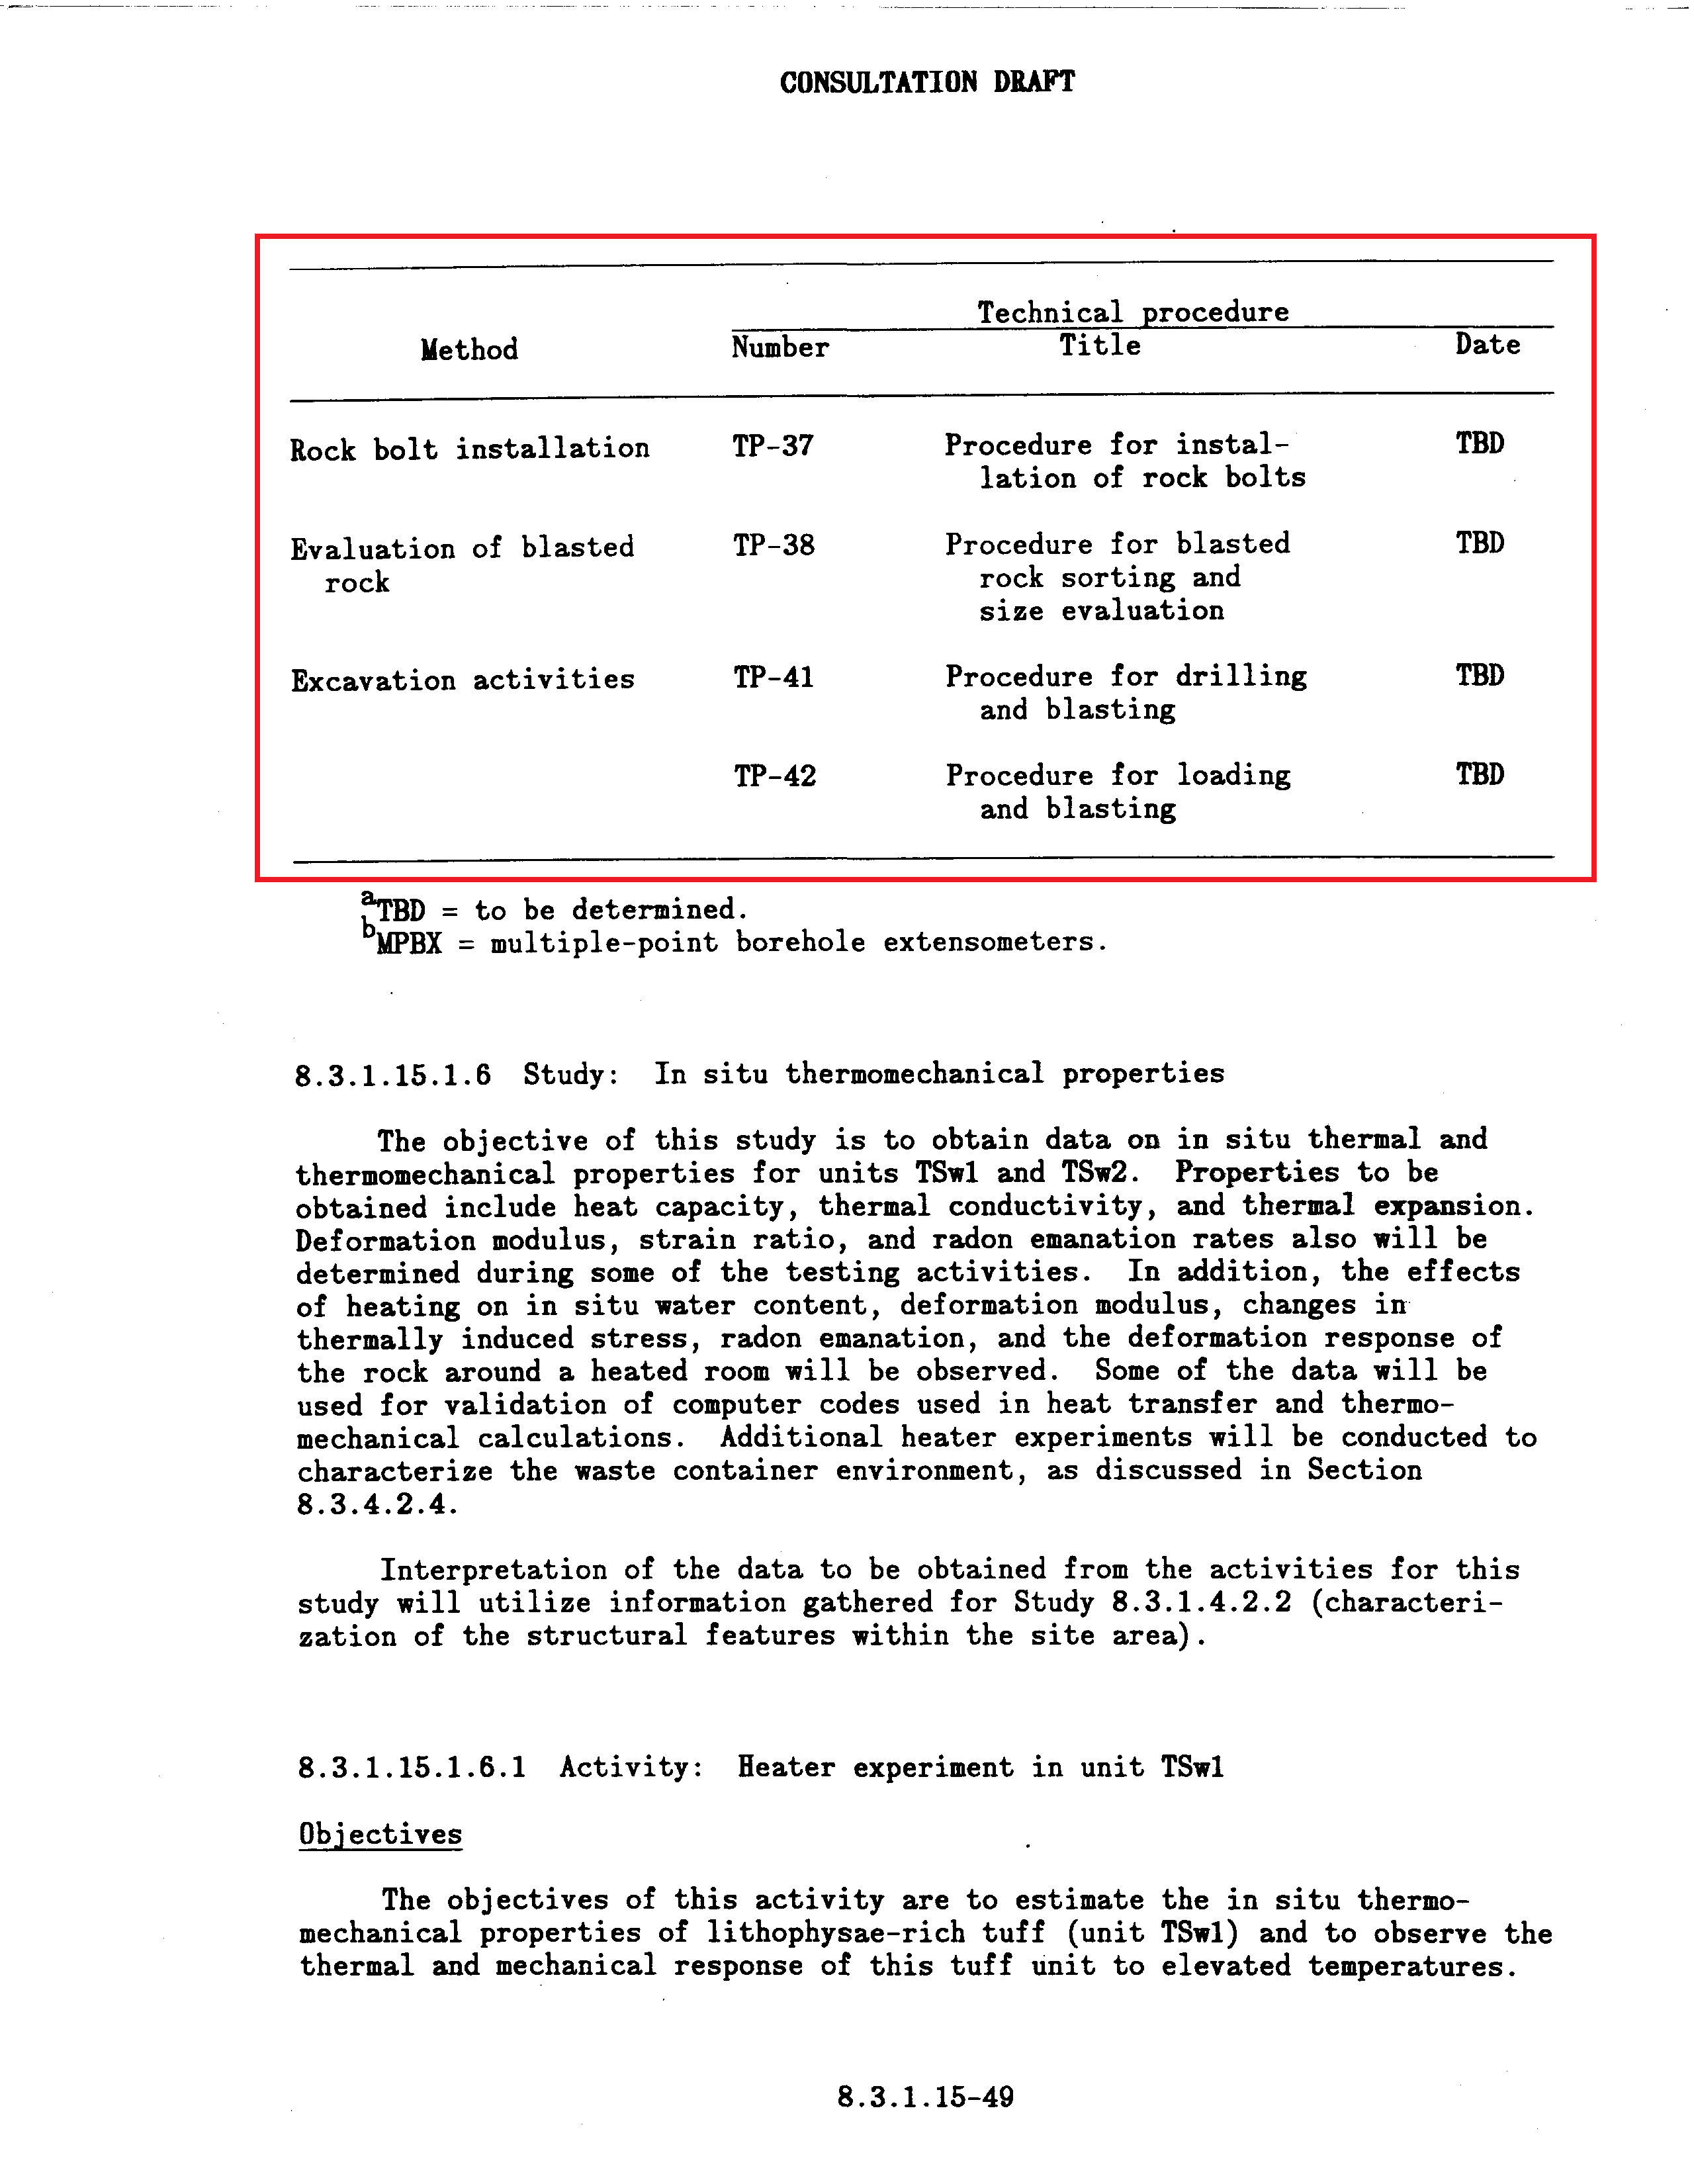 CONSULTATION DRAFT
Technical procedure
Method Number Title Date
Rock bolt installation TP-37 Procedure for instal- TBD
lation of rock bolts
Evaluation of blasted TP-38 Procedure for blasted TBD
rock rock sorting and
size evaluation
Excavation activities TP-41 Procedure for drilling TBD
and blasting
TP-42 Procedure for loading TBD
and blasting
aTBD = to be determined.
bMPBX = multiple-point borehole extensometers.
8.3.1.15.1.6 Study: In situ thermomechanical properties
The objective of this study is to obtain data on in situ thermal and
thermomechanical properties for units TSw1 and TSw2. Properties to be
obtained include heat capacity, thermal conductivity, and thermal expansion.
Deformation modulus, strain ratio, and radon emanation rates also will be
determined during some of the testing activities. In addition, the effects
of heating on in situ water content, deformation modulus, changes in
thermally induced stress, radon emanation, and the deformation response of
the rock around a heated room will be observed. Some of the data will be
used for validation of computer codes used in heat transfer and thermo-
mechanical calculations. Additional heater experiments will be conducted to
characterize the waste container environment, as discussed in Section
8.3.4.2.4.
Interpretation of the data to be obtained from the activities for this
study will utilize information gathered for Study 8.3.1.4.2.2 (characteri-
zation of the structural features within the site area).
8.3.1.15.1.6.1 Activity: Heater experiment in unit TSw1
Objectives
The objectives of this activity are to estimate the in situ thermo-
mechanical properties of lithophysae-rich tuff (unit TSw1) and to observe the
thermal and mechanical response of this tuff unit to elevated temperatures.
8.3.1.15-49